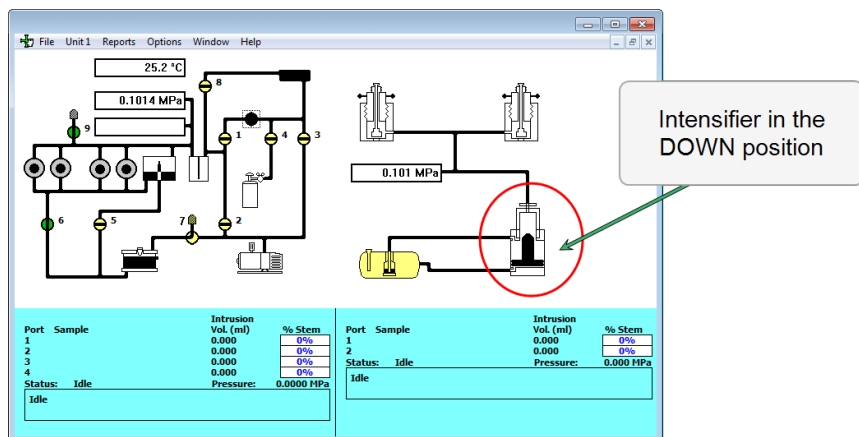 File Unit 1 Reports Options Window Help
25.2 °C
8
0.1014 MPa
9
1
4
3
Intensifier in the
DOWN position
0.101 MPa
6
5
7
2
Intrusion
Port Sample Vol. (ml) % Stem
1 0.000 0%
2 0.000 0%
3 0.000 0%
4 0.000 0%
Status: Idle Pressure: 0.0000 MPa
Idle
Intrusion
Port Sample Vol. (ml) % Stem
1 0.000 0%
2 0.000 0%
Status: Idle Pressure: 0.000 MPa
Idle